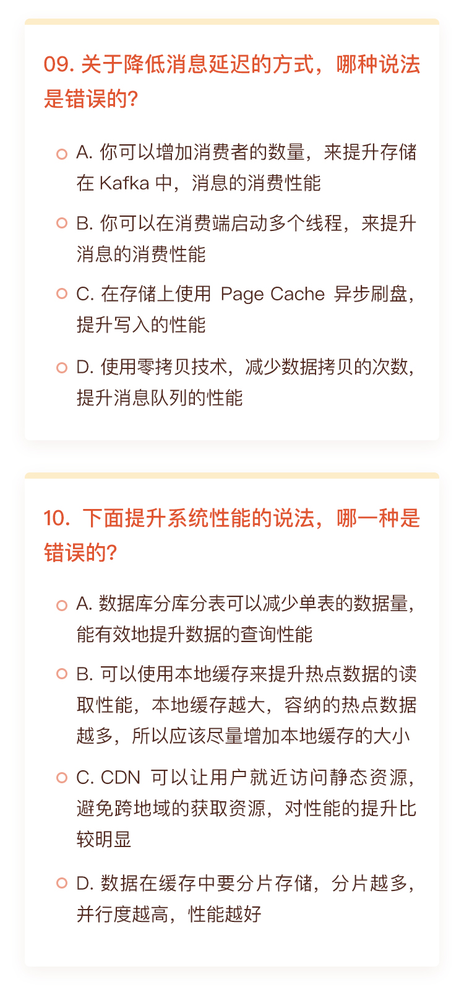 09. 关于降低消息延迟的方式，哪种说法
是错误的?
A. 你可以增加消费者的数量，来提升存储
在 Kafka 中，消息的消费性能
B. 你可以在消费端启动多个线程，来提升
消息的消费性能
C. 在存储上使用 Page Cache 异步刷盘，
提升写入的性能
D. 使用零拷贝技术，减少数据拷贝的次数，
提升消息队列的性能
10. 下面提升系统性能的说法，哪一种是
错误的?
A. 数据库分库分表可以减少单表的数据量，
能有效地提升数据的查询性能
B. 可以使用本地缓存来提升热点数据的读
取性能，本地缓存越大，容纳的热点数据
越多，所以应该尽量增加本地缓存的大小
C. CDN 可以让用户就近访问静态资源，
避免跨地域的获取资源，对性能的提升比
较明显
D. 数据在缓存中要分片存储，分片越多，
并行度越高，性能越好